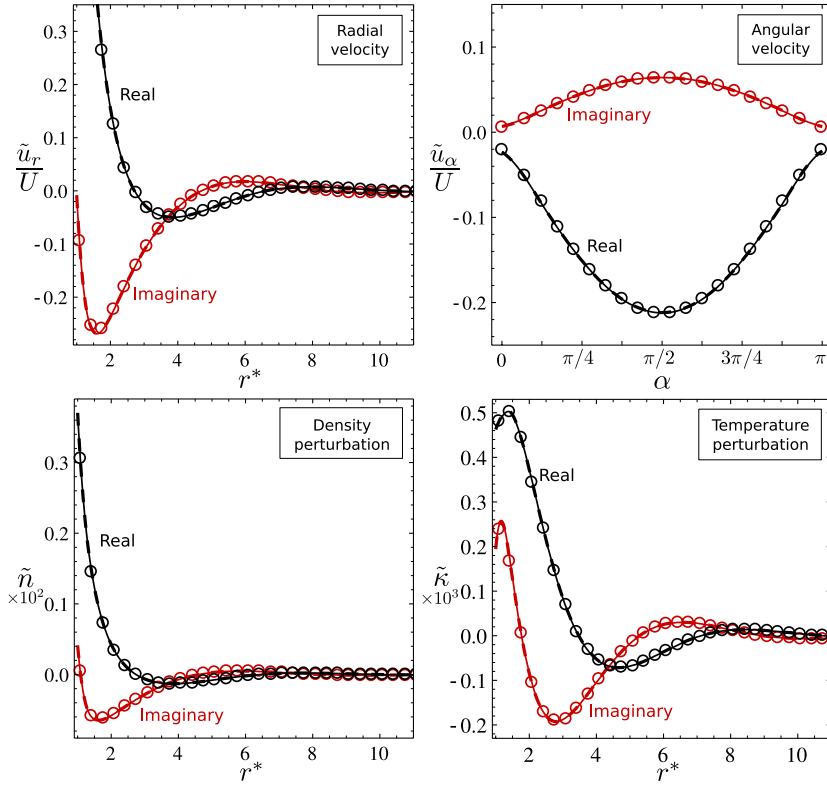 0.3
0.2
0.1
0.0
-0.1
-0.2
ũ_r
U
Radial
velocity
Real
Imaginary
2 4 6 8 10
r*
0.1
0.0
-0.1
-0.2
ũ_α
U
Angular
velocity
Imaginary
Real
0 π/4 π/2 3π/4 π
α
0.3
0.2
0.1
0.0
ñ
×10²
Density
perturbation
Real
Imaginary
2 4 6 8 10
r*
0.5
0.4
0.3
0.2
0.1
0.0
-0.1
-0.2
κ̃
×10³
Temperature
perturbation
Real
Imaginary
2 4 6 8 10
r*